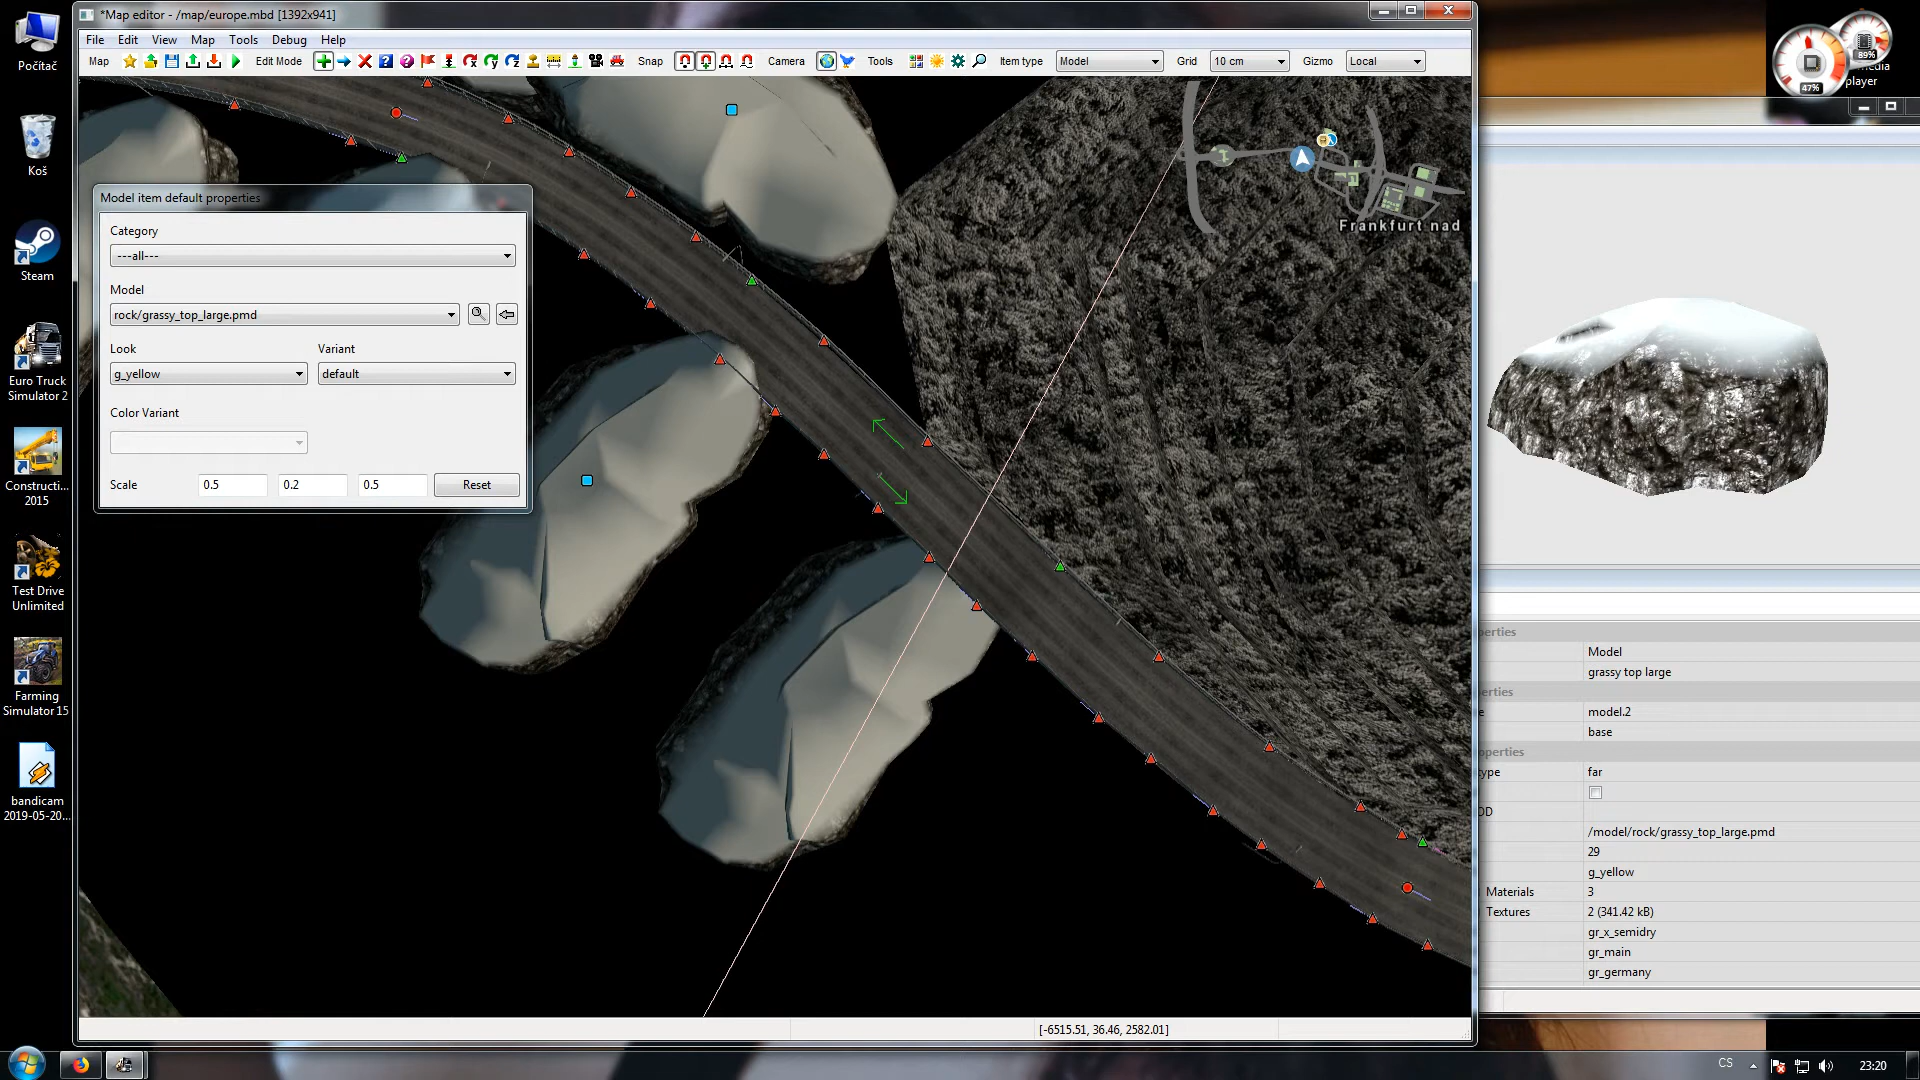 *Map editor - /map/europe.mbd [1392x941]
File Edit View Map Tools Debug Help
Map Edit Mode Snap Camera Tools Item type Model Grid 10 cm Gizmo Local
Model item default properties
Category
---all---
Model
rock/grassy_top_large.pmd
Look Variant
g_yellow default
Color Variant
Scale 0.5 0.2 0.5 Reset
Frankfurt nad
[-6515.51, 36.46, 2582.01]
Počítač
Koš
Steam
Euro Truck
Simulator 2
Constructi...
2015
Test Drive
Unlimited
Farming
Simulator 15
bandicam
2019-05-20...
89%
47%
player
Model
grassy top large
model.2
base
far
/model/rock/grassy_top_large.pmd
29
g_yellow
Materials 3
Textures 2 (341.42 kB)
gr_x_semidry
gr_main
gr_germany
CS 23:20